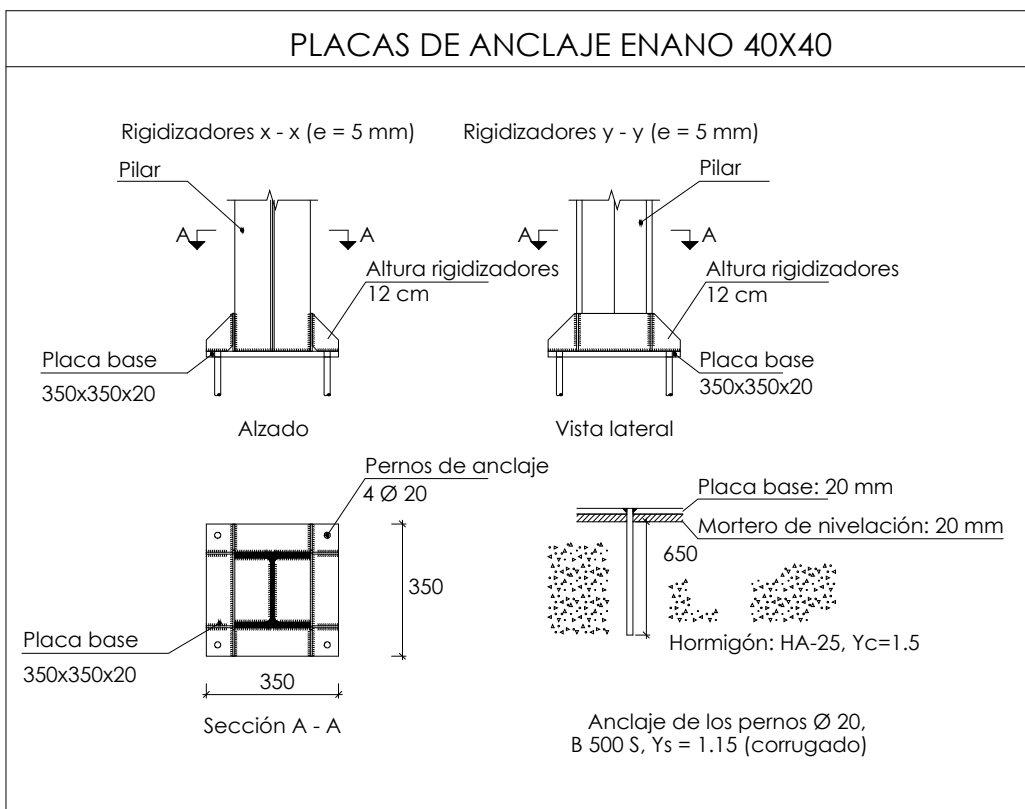 PLACAS DE ANCLAJE ENANO 40X40
Rigidizadores x - x (e = 5 mm)
Rigidizadores y - y (e = 5 mm)
Pilar
Pilar
A
A
A
A
Altura rigidizadores
12 cm
Altura rigidizadores
12 cm
Placa base
350x350x20
Placa base
350x350x20
Alzado
Vista lateral
Pernos de anclaje
4 Ø 20
350
Placa base
350x350x20
350
Sección A - A
Placa base: 20 mm
Mortero de nivelación: 20 mm
650
Hormigón: HA-25, Yc=1.5
Anclaje de los pernos Ø 20,
B 500 S, Ys = 1.15 (corrugado)